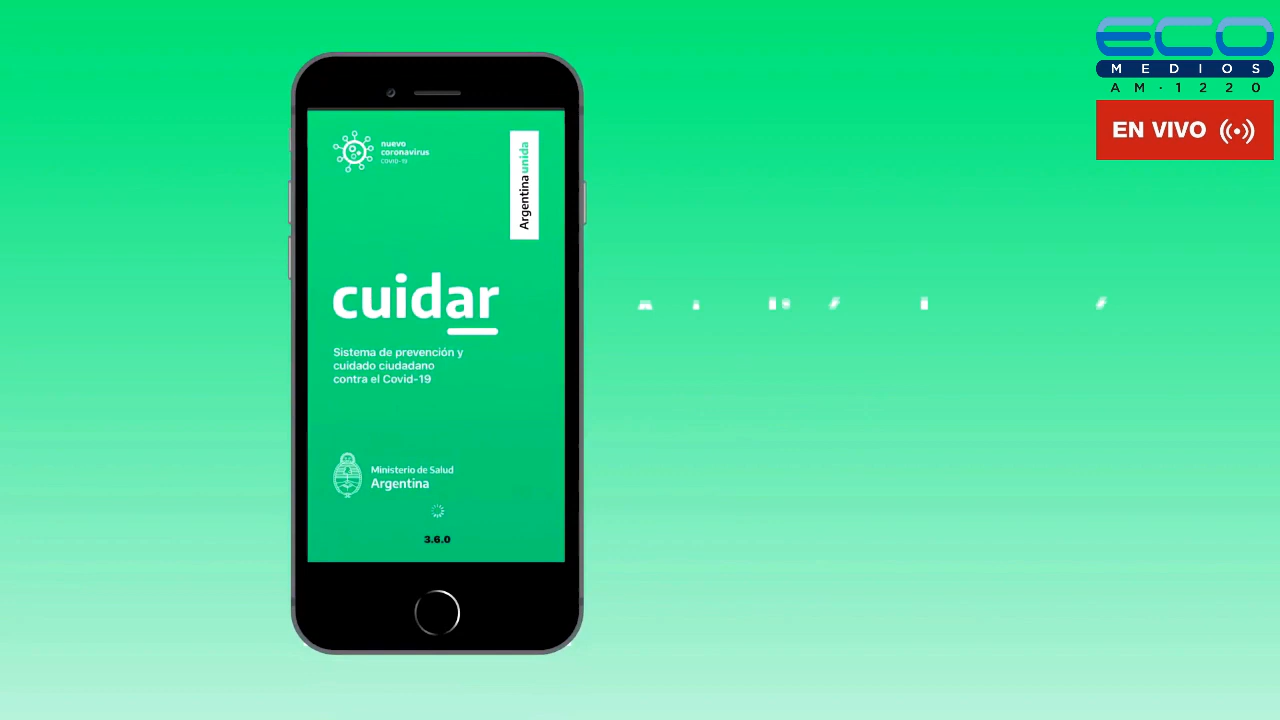 ECO
MEDIOS
AM·1220
EN VIVO
nuevo
coronavirus
COVID-19
Argentina unida
cuidar
Sistema de prevención y
cuidado ciudadano
contra el Covid-19
Ministerio de Salud
Argentina
3.6.0